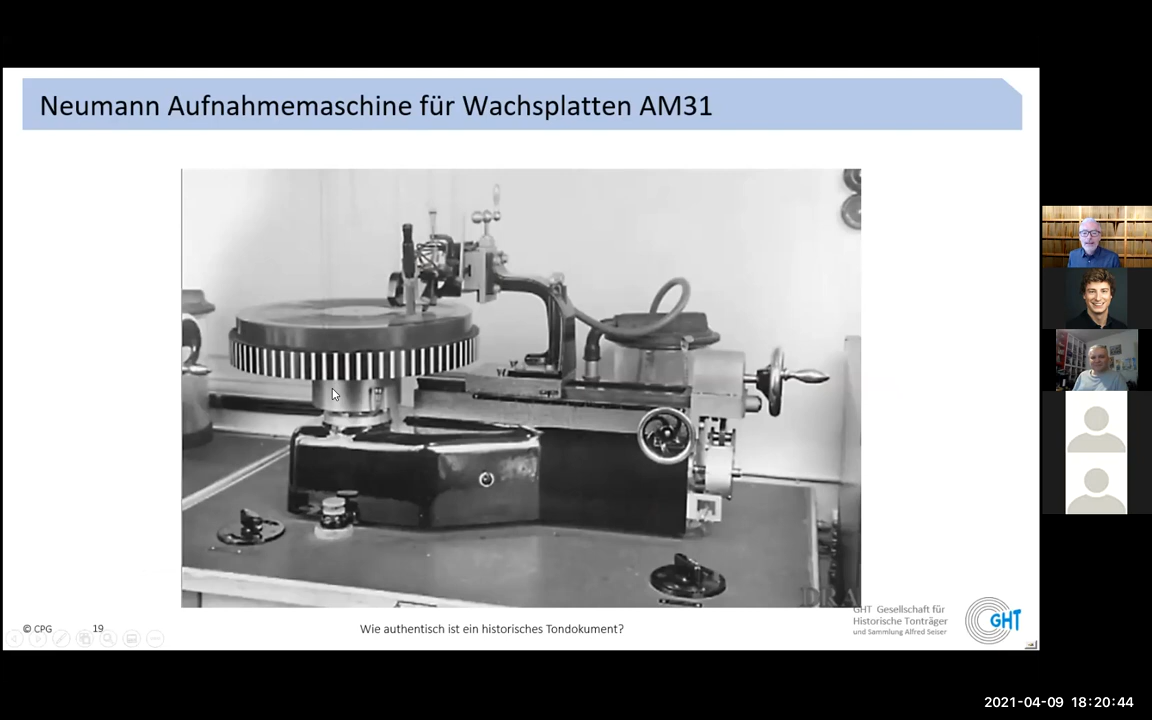 Neumann Aufnahmemaschine für Wachsplatten AM31
DRA
© CPG
19
Wie authentisch ist ein historisches Tondokument?
GHT Gesellschaft für
Historische Tonträger
und Sammlung Alfred Seiser
GHT
2021-04-09 18:20:44